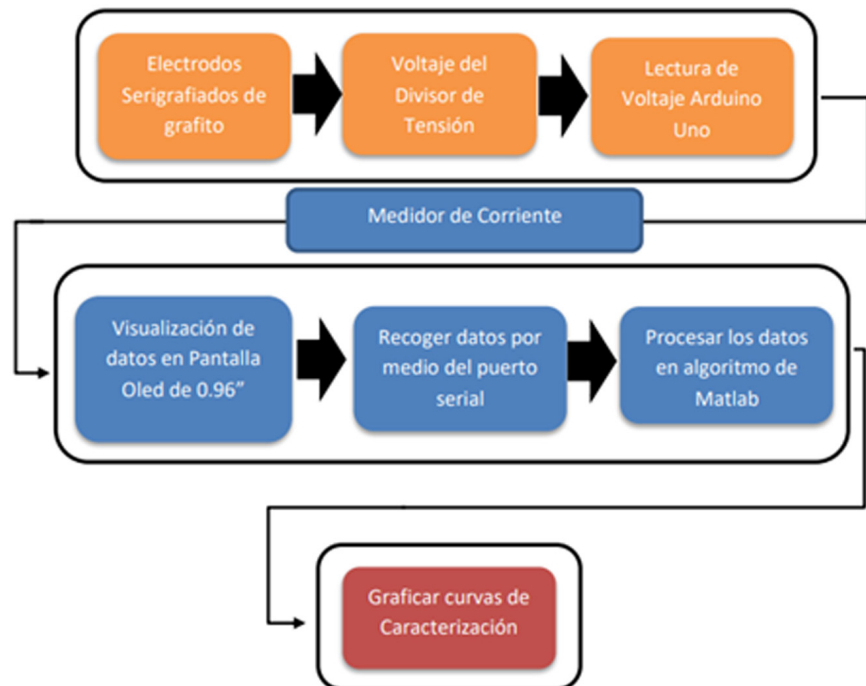 Electrodos
Serigrafiados de
grafito
Voltaje del
Divisor de
Tensión
Lectura de
Voltaje Arduino
Uno
Medidor de Corriente
Visualización de
datos en Pantalla
Oled de 0.96”
Recoger datos por
medio del puerto
serial
Procesar los datos
en algoritmo de
Matlab
Graficar curvas de
Caracterización